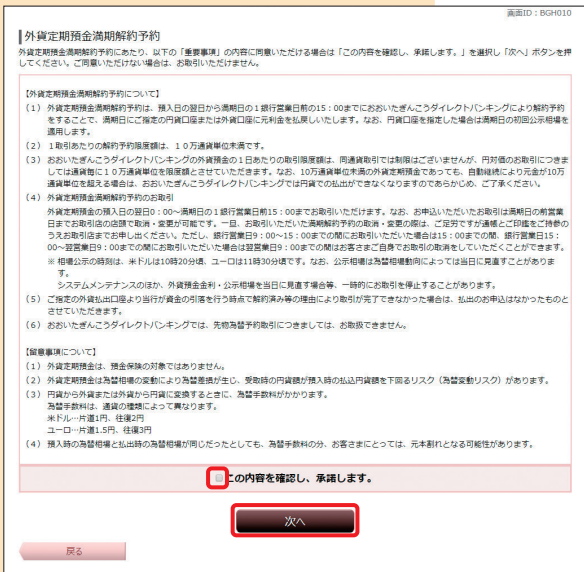 画面ID：BGH010
外貨定期預金満期解約予約
外貨定期預金満期解約予約にあたり、以下の「重要事項」の内容に同意いただける場合は「この内容を確認し、承諾します。」を選択し「次へ」ボタンを押
してください。ご同意いただけない場合は、お取引いただけません。
【外貨定期預金満期解約予約について】
（１） 外貨定期預金満期解約予約は、預入日の翌日から満期日の１銀行営業日前の15：00までにおおいたぎんこうダイレクトバンキングにより解約予約
をすることで、満期日にご指定の円貨口座または外貨口座に元利金を払戻しいたします。なお、円貨口座を指定した場合は満期日の初回公示相場を
適用します。
（２） １取引あたりの解約予約限度額は、１０万通貨単位未満です。
（３） おおいたぎんこうダイレクトバンキングの外貨預金の１日あたりの取引限度額は、同通貨取引では制限はございませんが、円対価のお取引につきま
しては通貨毎に１０万通貨単位を限度額とさせていただきます。なお、10万通貨単位未満の外貨定期預金であっても、自動継続により元金が10万
通貨単位を超える場合は、おおいたぎんこうダイレクトバンキングでは円貨での払出ができなくなりますのであらかじめ、ご了承ください。
（４） 外貨定期預金満期解約予約のお取引
外貨定期預金の預入日の翌日0：00～満期日の１銀行営業日前15：00までお取引いただけます。なお、お申込いただいたお取引は満期日の前営業
日までお取引店の店頭で取消・変更が可能です。一旦、お取引いただいた満期解約予約の取消・変更の際は、ご足労ですが通帳とご印鑑をご持参の
うえお取引店までお申し出ください。ただし、銀行営業日9：00～15：00までの間にお取引いただいた場合は15：00までの間、銀行営業日15：
00～翌営業日9：00までの間にお取引いただいた場合は翌営業日9：00までの間はお客さまご自身でお取引の取消をしていただくことができます。
※ 相場公示の時刻は、米ドルは10時20分頃、ユーロは11時30分頃です。なお、公示相場は為替相場動向によっては当日に見直すことがありま
す。
システムメンテナンスのほか、外貨預金金利・公示相場を当日に見直す場合等、一時的にお取引を停止することがあります。
（５） ご指定の外貨払出口座より当行が資金の引落を行う時点で解約済み等の理由により取引が完了できなかった場合は、払出のお申込はなかったものと
させていただきます。
（６） おおいたぎんこうダイレクトバンキングでは、先物為替予約取引につきましては、お取扱できません。
【留意事項について】
（１） 外貨定期預金は、預金保険の対象ではありません。
（２） 外貨定期預金は為替相場の変動により為替差損が生じ、受取時の円貨額が預入時の払込円貨額を下回るリスク（為替変動リスク）があります。
（３） 円貨から外貨または外貨から円貨に変換するときに、為替手数料がかかります。
為替手数料は、通貨の種類によって異なります。
米ドル…片道1円、往復2円
ユーロ…片道1.5円、往復3円
（４） 預入時の為替相場と払出時の為替相場が同じだったとしても、為替手数料の分、お客さまにとっては、元本割れとなる可能性があります。
この内容を確認し、承諾します。
次へ
戻る